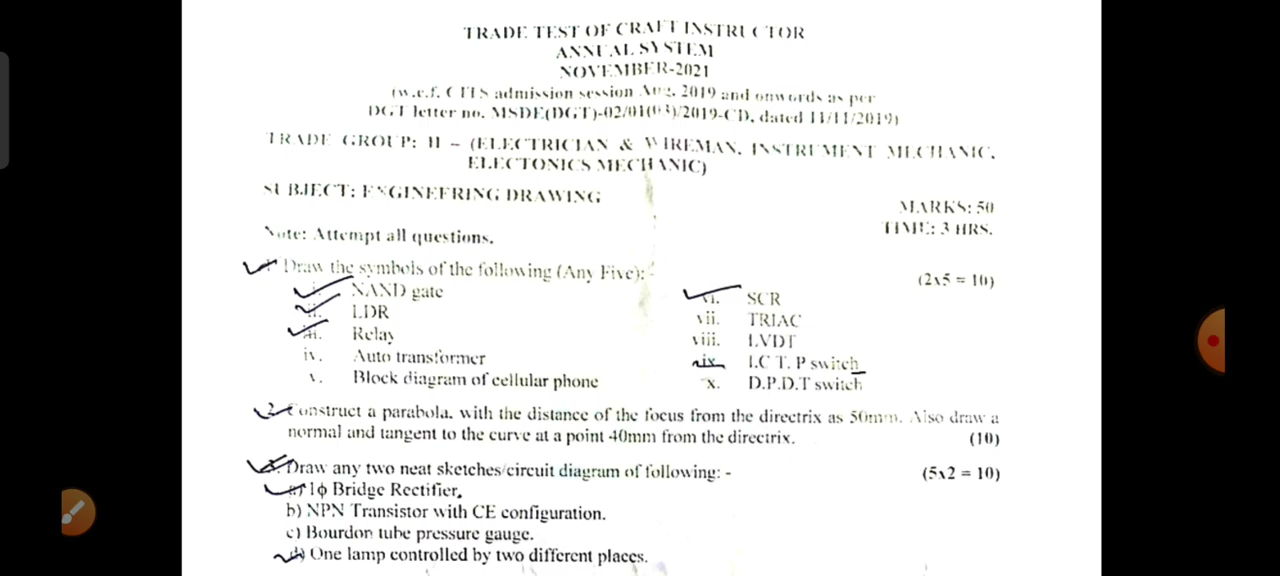 TRADE TEST OF CRAFT INSTRUCTOR
ANNUAL SYSTEM
NOVEMBER-2021
(w.e.f. CITS admission session Aug. 2019 and onwords as per
DGT letter no. MSDE(DGT)-02/01(03)/2019-CD, dated 11/11/2019)
TRADE GROUP: II – (ELECTRICIAN & WIREMAN, INSTRUMENT MECHANIC,
ELECTONICS MECHANIC)
SUBJECT: ENGINEERING DRAWING
MARKS: 50
TIME: 3 HRS.
Note: Attempt all questions.
Draw the symbols of the following (Any Five): - (2x5 = 10)
NAND gate
LDR
iii. Relay
iv. Auto transformer
v. Block diagram of cellular phone
vi. SCR
vii. TRIAC
viii. LVDT
ix. I.C T. P switch
x. D.P.D.T switch
2. Construct a parabola, with the distance of the focus from the directrix as 50mm. Also draw a
normal and tangent to the curve at a point 40mm from the directrix. (10)
Draw any two neat sketches/circuit diagram of following: - (5x2 = 10)
a) 1ϕ Bridge Rectifier.
b) NPN Transistor with CE configuration.
c) Bourdon tube pressure gauge.
d) One lamp controlled by two different places.